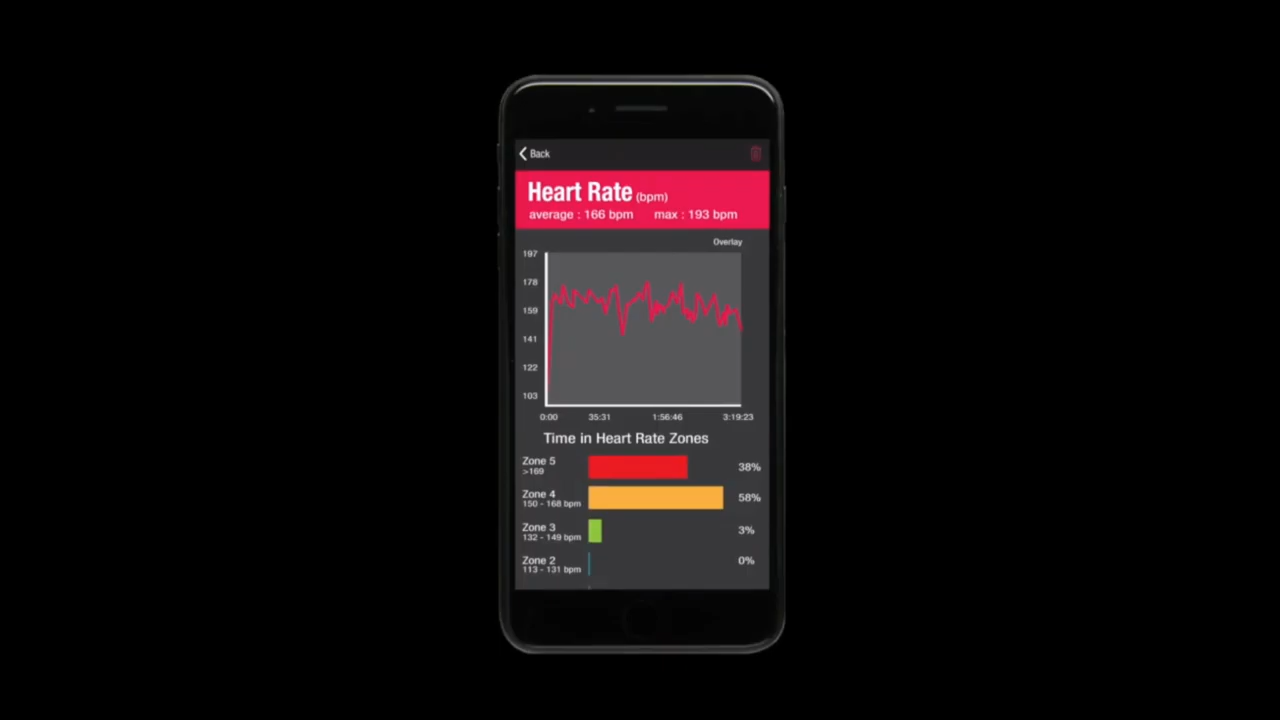 Back
Heart Rate (bpm)
average : 166 bpm max : 193 bpm
Overlay
197
178
159
141
122
103
0:00 35:31 1:56:46 3:19:23
Time in Heart Rate Zones
Zone 5
>169
38%
Zone 4
150 - 168 bpm
58%
Zone 3
132 - 149 bpm
3%
Zone 2
113 - 131 bpm
0%